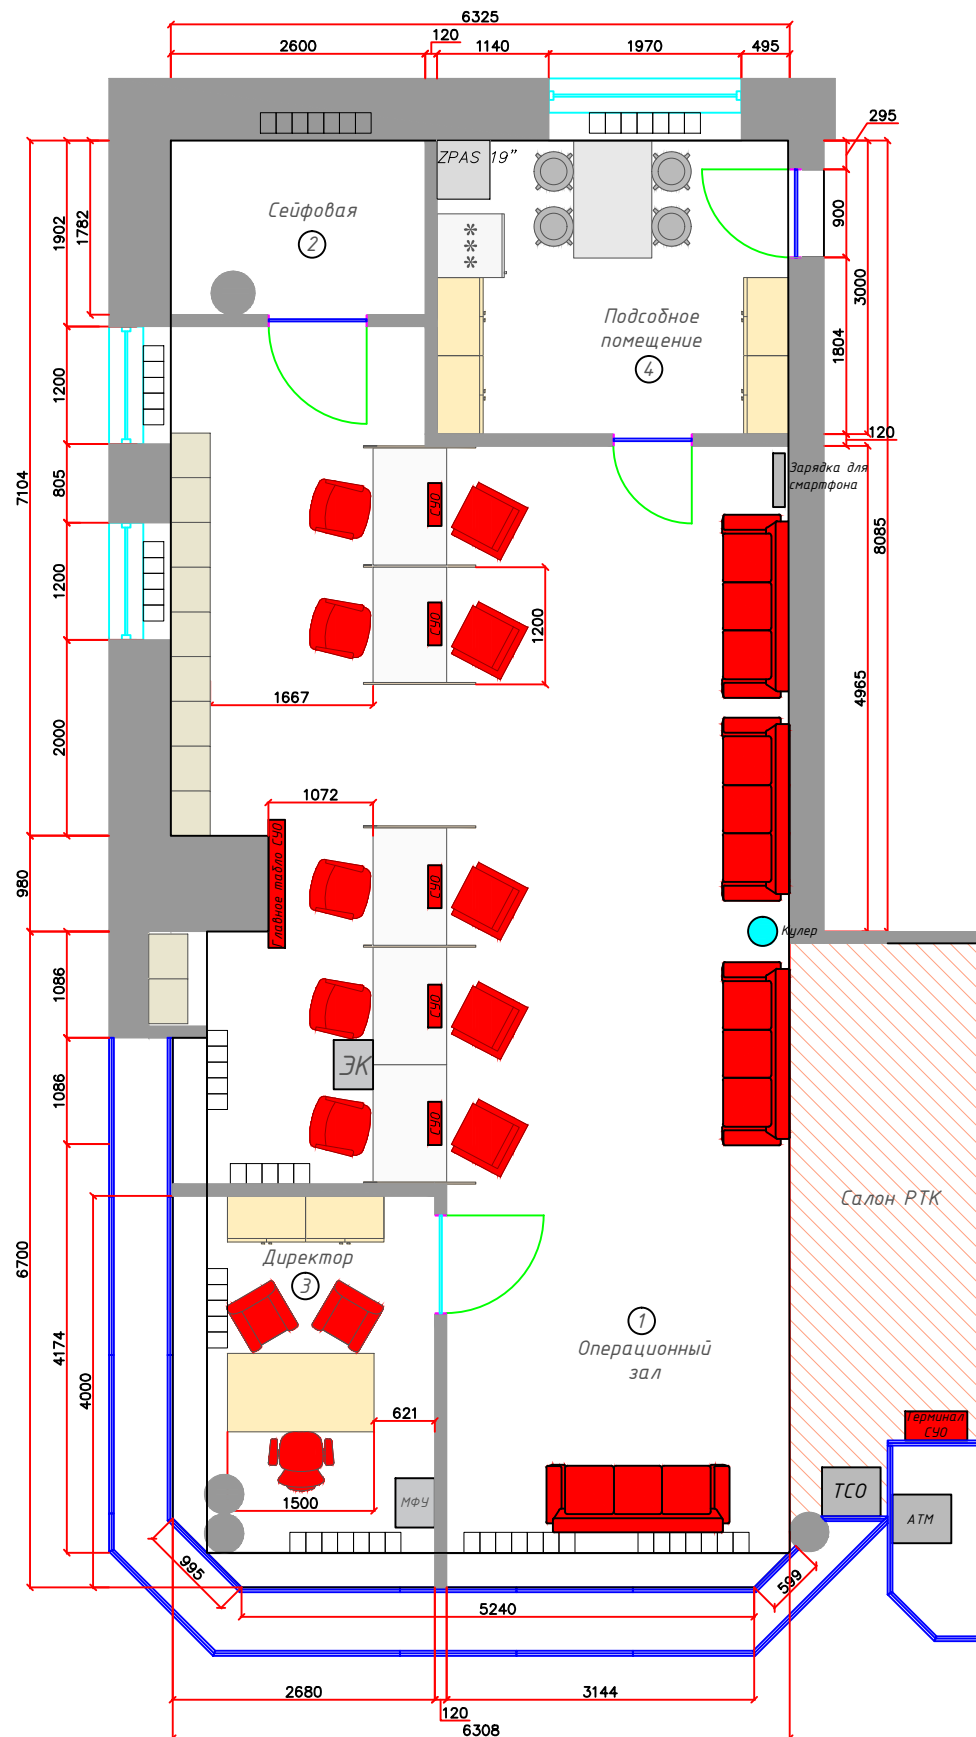 6325
2600
120
1140
1970
495
295
ZPAS 19"
1902
1782
Сейфовая
2
900
3000
1804
Подсобное
помещение
4
1200
120
Зарядка для
смартфона
7104
805
СУО
8085
1200
СУО
1200
4965
1667
2000
1072
Главное табло СУО
СУО
980
Кулер
1086
СУО
1086
ЭК
СУО
Салон РТК
Директор
3
6700
4174
4000
1
Операционный
зал
621
Терминал
СУО
1500
МФУ
ТСО
АТМ
995
599
5240
2680
120
3144
6308